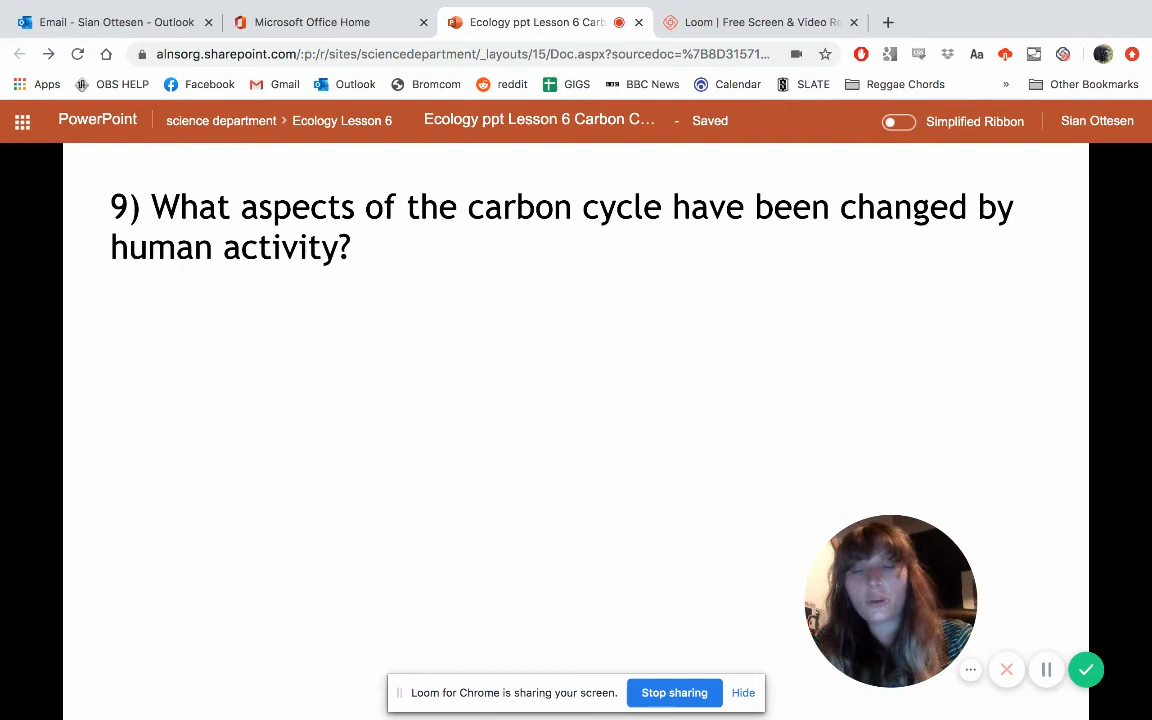 Email - Sian Ottesen - Outlook
Microsoft Office Home
Ecology ppt Lesson 6 Carb
Loom | Free Screen & Video Re
alnsorg.sharepoint.com/:p:/r/sites/sciencedepartment/_layouts/15/Doc.aspx?sourcedoc=%7B8D31571...
Aa
Apps
OBS HELP
Facebook
Gmail
Outlook
Bromcom
reddit
GIGS
BBC News
Calendar
SLATE
Reggae Chords
»
Other Bookmarks
PowerPoint
science department › Ecology Lesson 6
Ecology ppt Lesson 6 Carbon C... - Saved
Simplified Ribbon
Sian Ottesen
9) What aspects of the carbon cycle have been changed by
human activity?
Loom for Chrome is sharing your screen.
Stop sharing
Hide